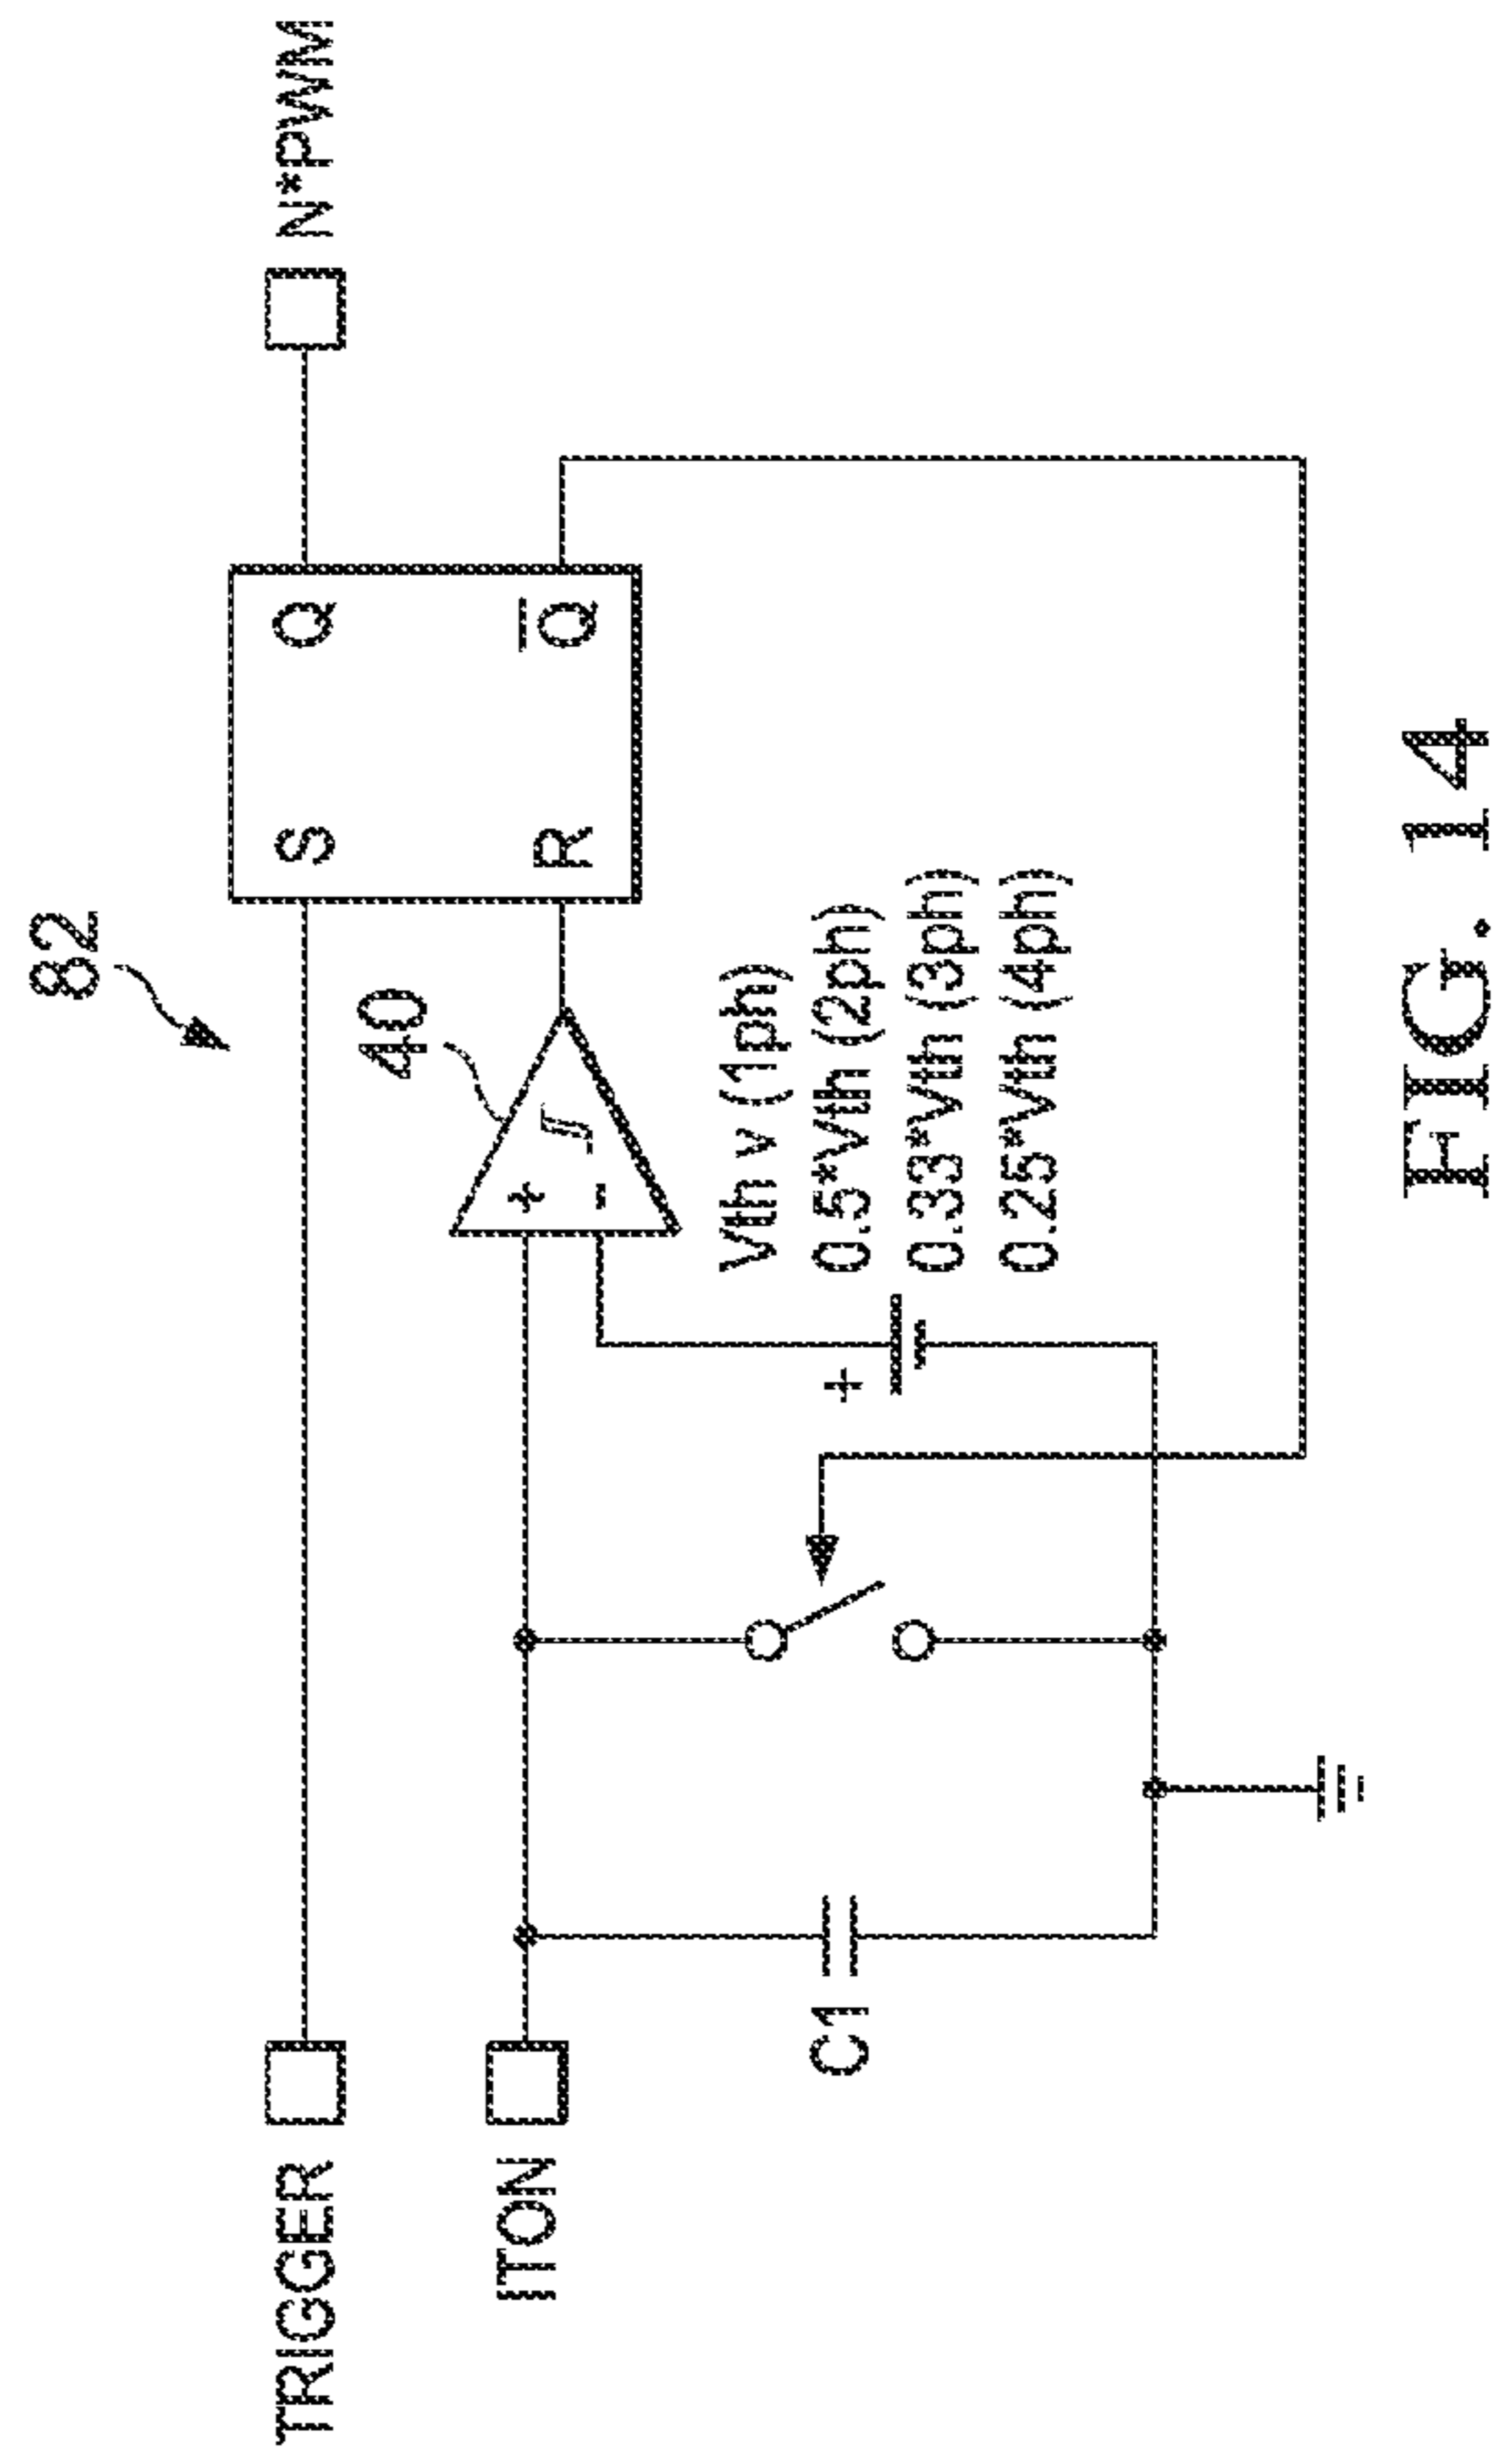 82
TRIGGER
S
Q
N*PWM
40
ITON
+
-
R
Q
C1
+
Vth v (1ph)
0.5*Vth (2ph)
0.33*Vth (3ph)
0.25*Vth (4ph)
FIG. 14